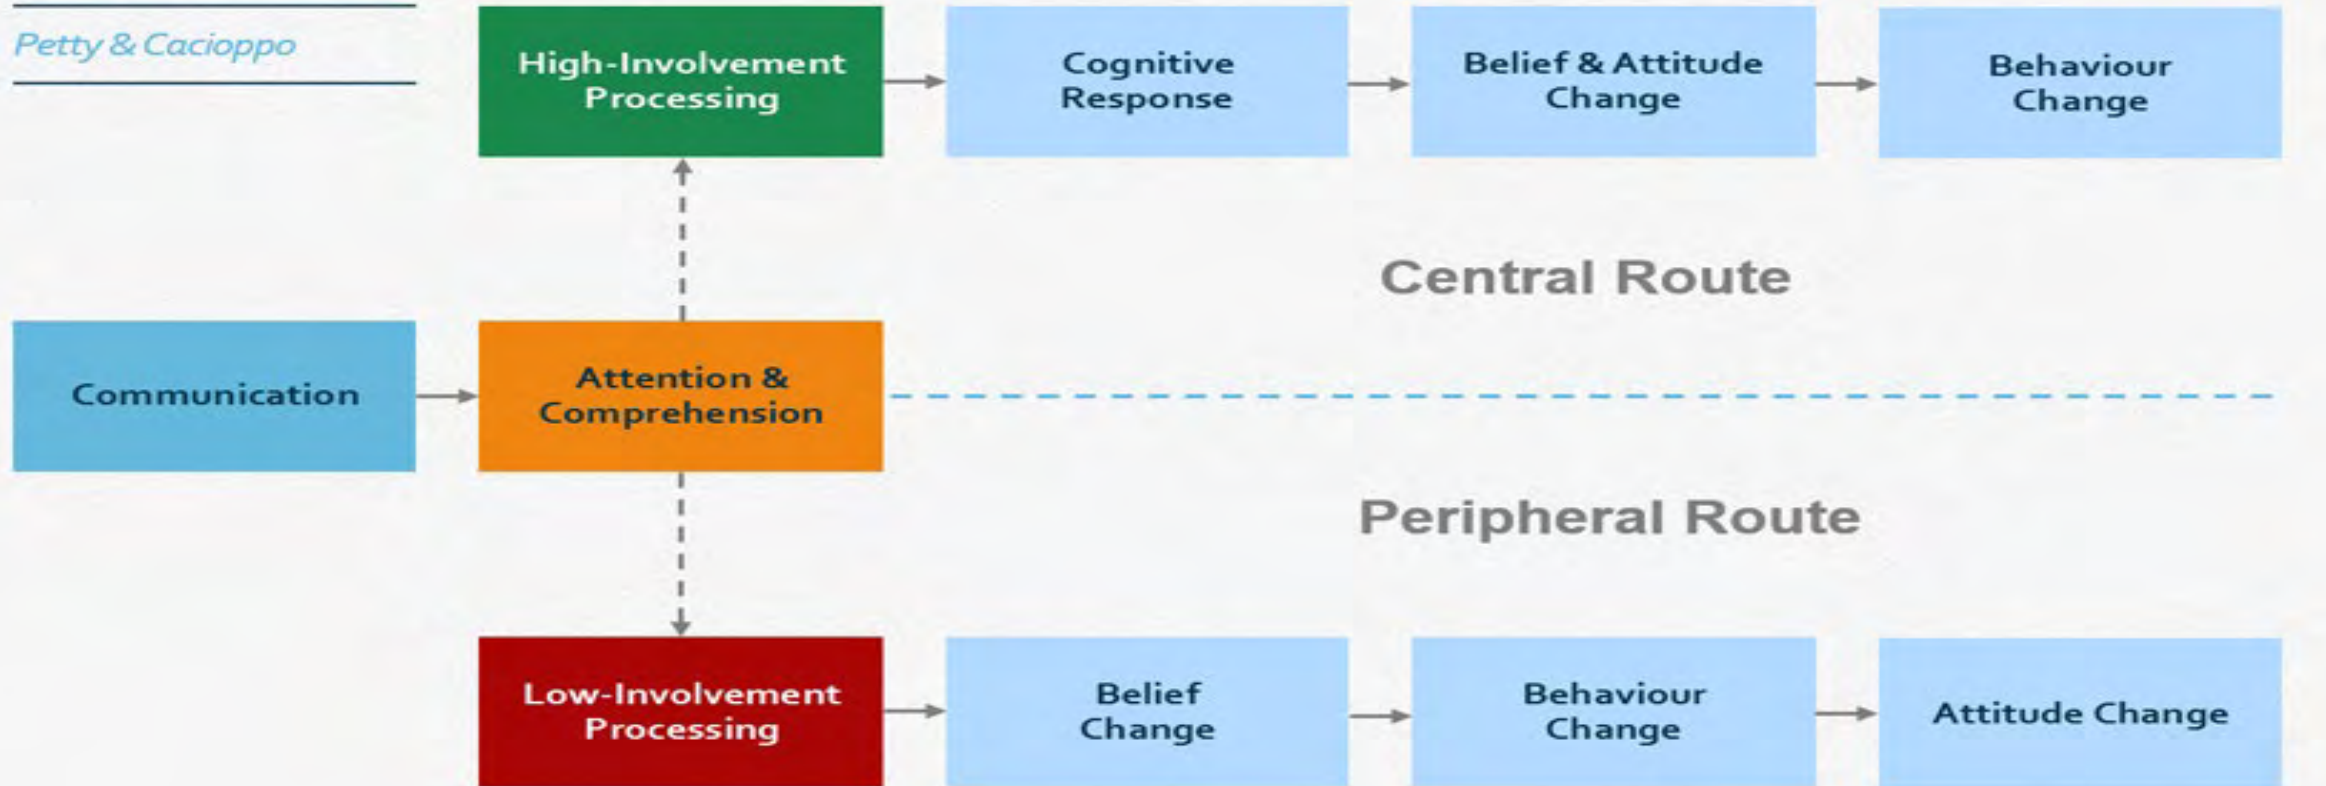 Petty & Cacioppo
High-Involvement
Processing
Cognitive
Response
Belief & Attitude
Change
Behaviour
Change
Central Route
Communication
Attention &
Comprehension
Peripheral Route
Low-Involvement
Processing
Belief
Change
Behaviour
Change
Attitude Change